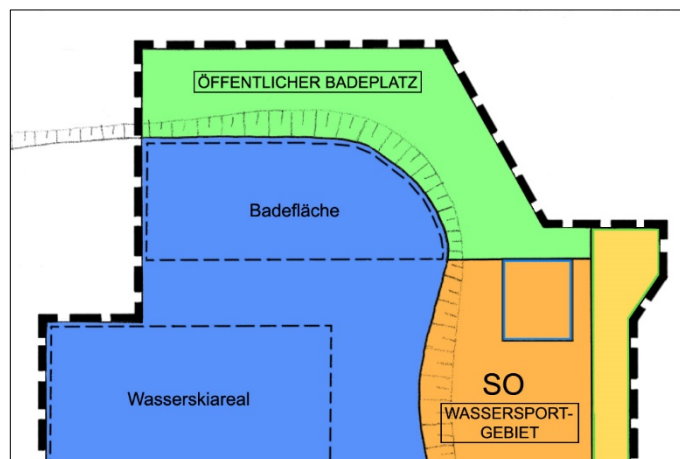 ÖFFENTLICHER BADEPLATZ
Badefläche
Wasserskiareal
SO
WASSERSPORT-
GEBIET